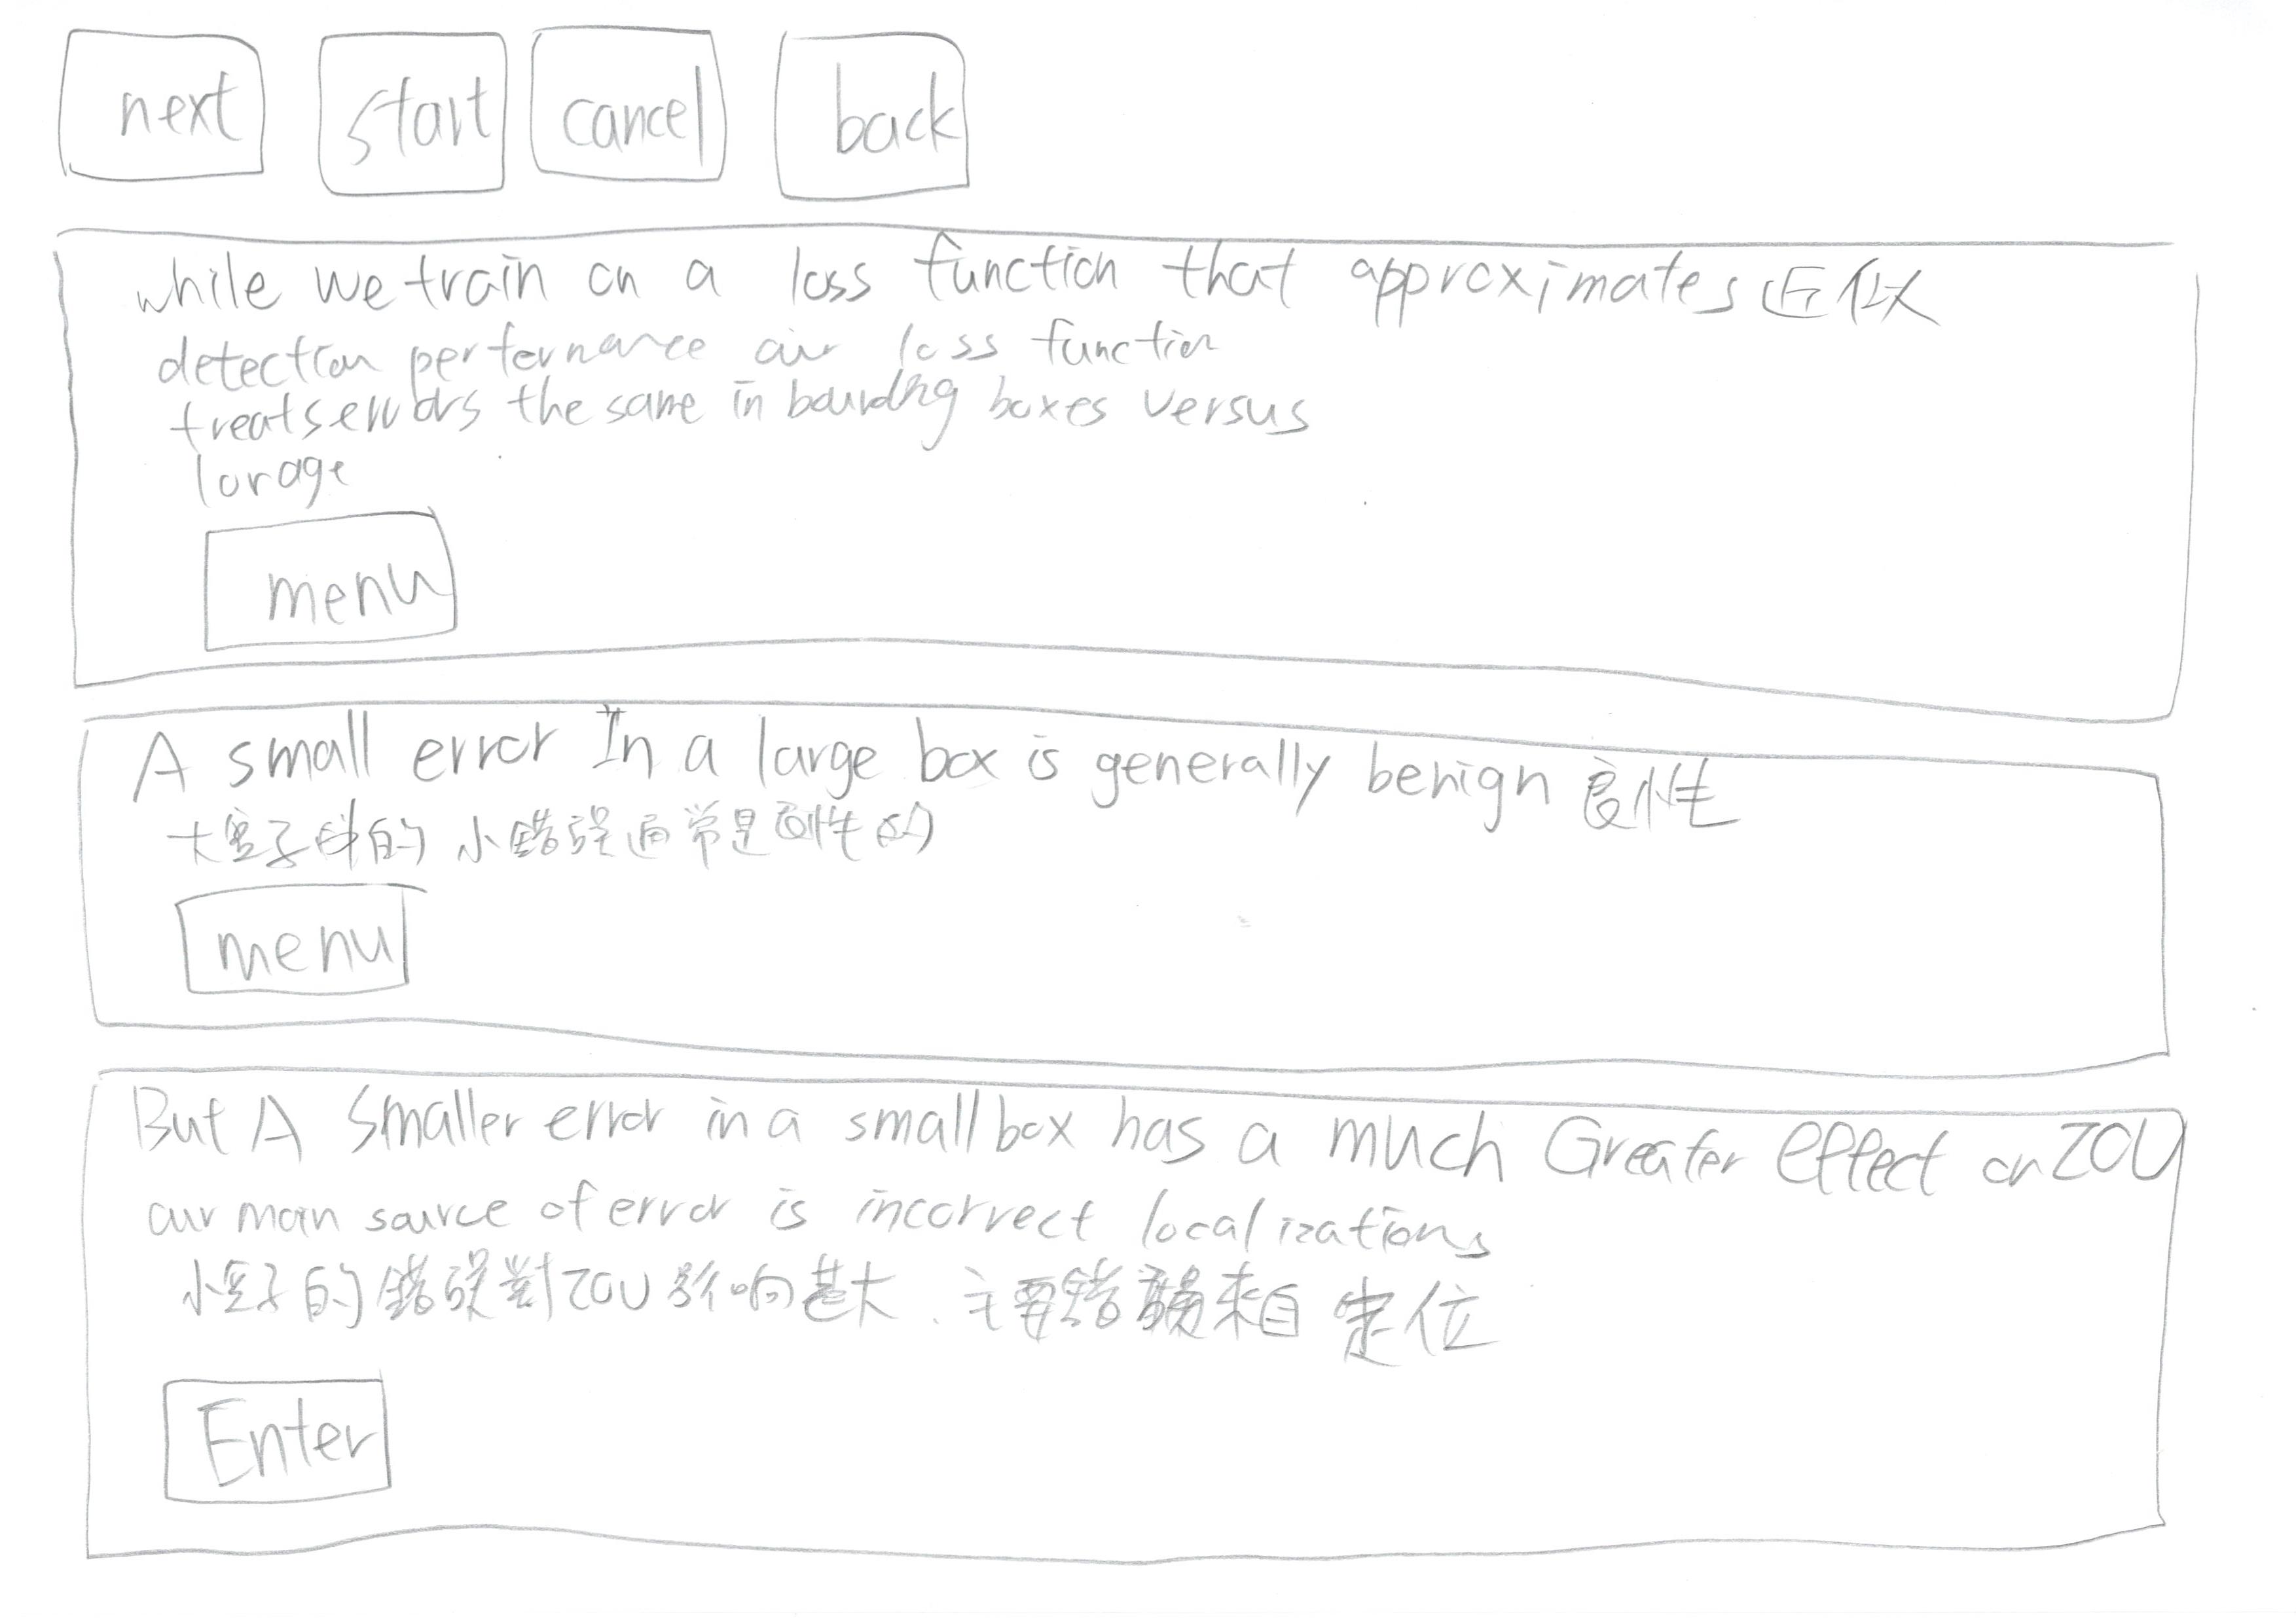 next start cancel back
while we train on a loss function that approximates 近似
detection performance our loss function
treats errors the same in bounding boxes versus
menu
A small error In a large box is generally benign 良性
大盒子中的小错误通常是良性的
menu
But A smaller error in a small box has a much Greater effect on IOU
our main source of error is incorrect localizations
小盒子的错误對IOU影响甚大、主要错误来自定位
Enter